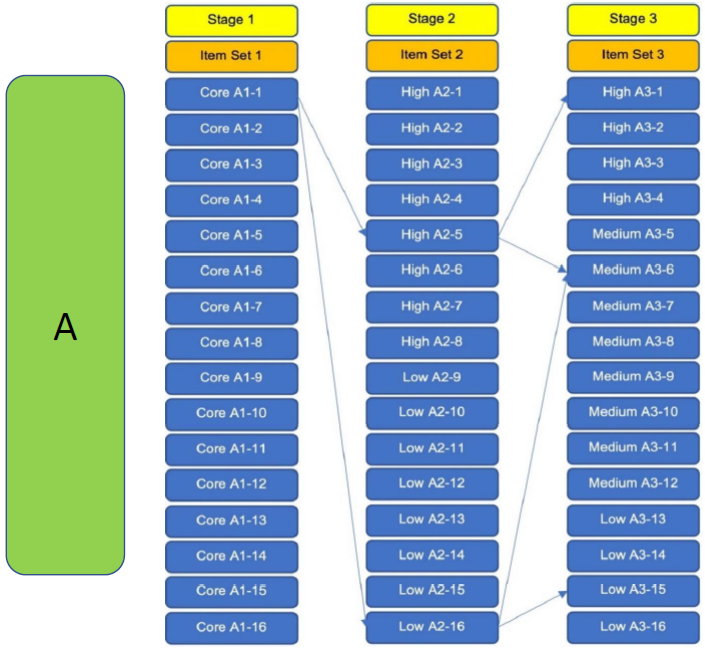 Stage 1 Stage 2 Stage 3
Item Set 1 Item Set 2 Item Set 3
Core A1-1 High A2-1 High A3-1
Core A1-2 High A2-2 High A3-2
Core A1-3 High A2-3 High A3-3
Core A1-4 High A2-4 High A3-4
Core A1-5 High A2-5 Medium A3-5
Core A1-6 High A2-6 Medium A3-6
Core A1-7 High A2-7 Medium A3-7
A
Core A1-8 High A2-8 Medium A3-8
Core A1-9 Low A2-9 Medium A3-9
Core A1-10 Low A2-10 Medium A3-10
Core A1-11 Low A2-11 Medium A3-11
Core A1-12 Low A2-12 Medium A3-12
Core A1-13 Low A2-13 Low A3-13
Core A1-14 Low A2-14 Low A3-14
Core A1-15 Low A2-15 Low A3-15
Core A1-16 Low A2-16 Low A3-16